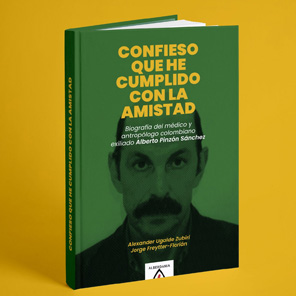 CONFIESO
QUE HE
CUMPLIDO
CON LA
AMISTAD
Biografía del médico y
antropólogo colombiano
exiliado Alberto Pinzón Sánchez
Alexander Ugalde Zubiri
Jorge Freytter-Florián
CONFIESO QUE HE CUMPLIDO CON LA AMISTAD